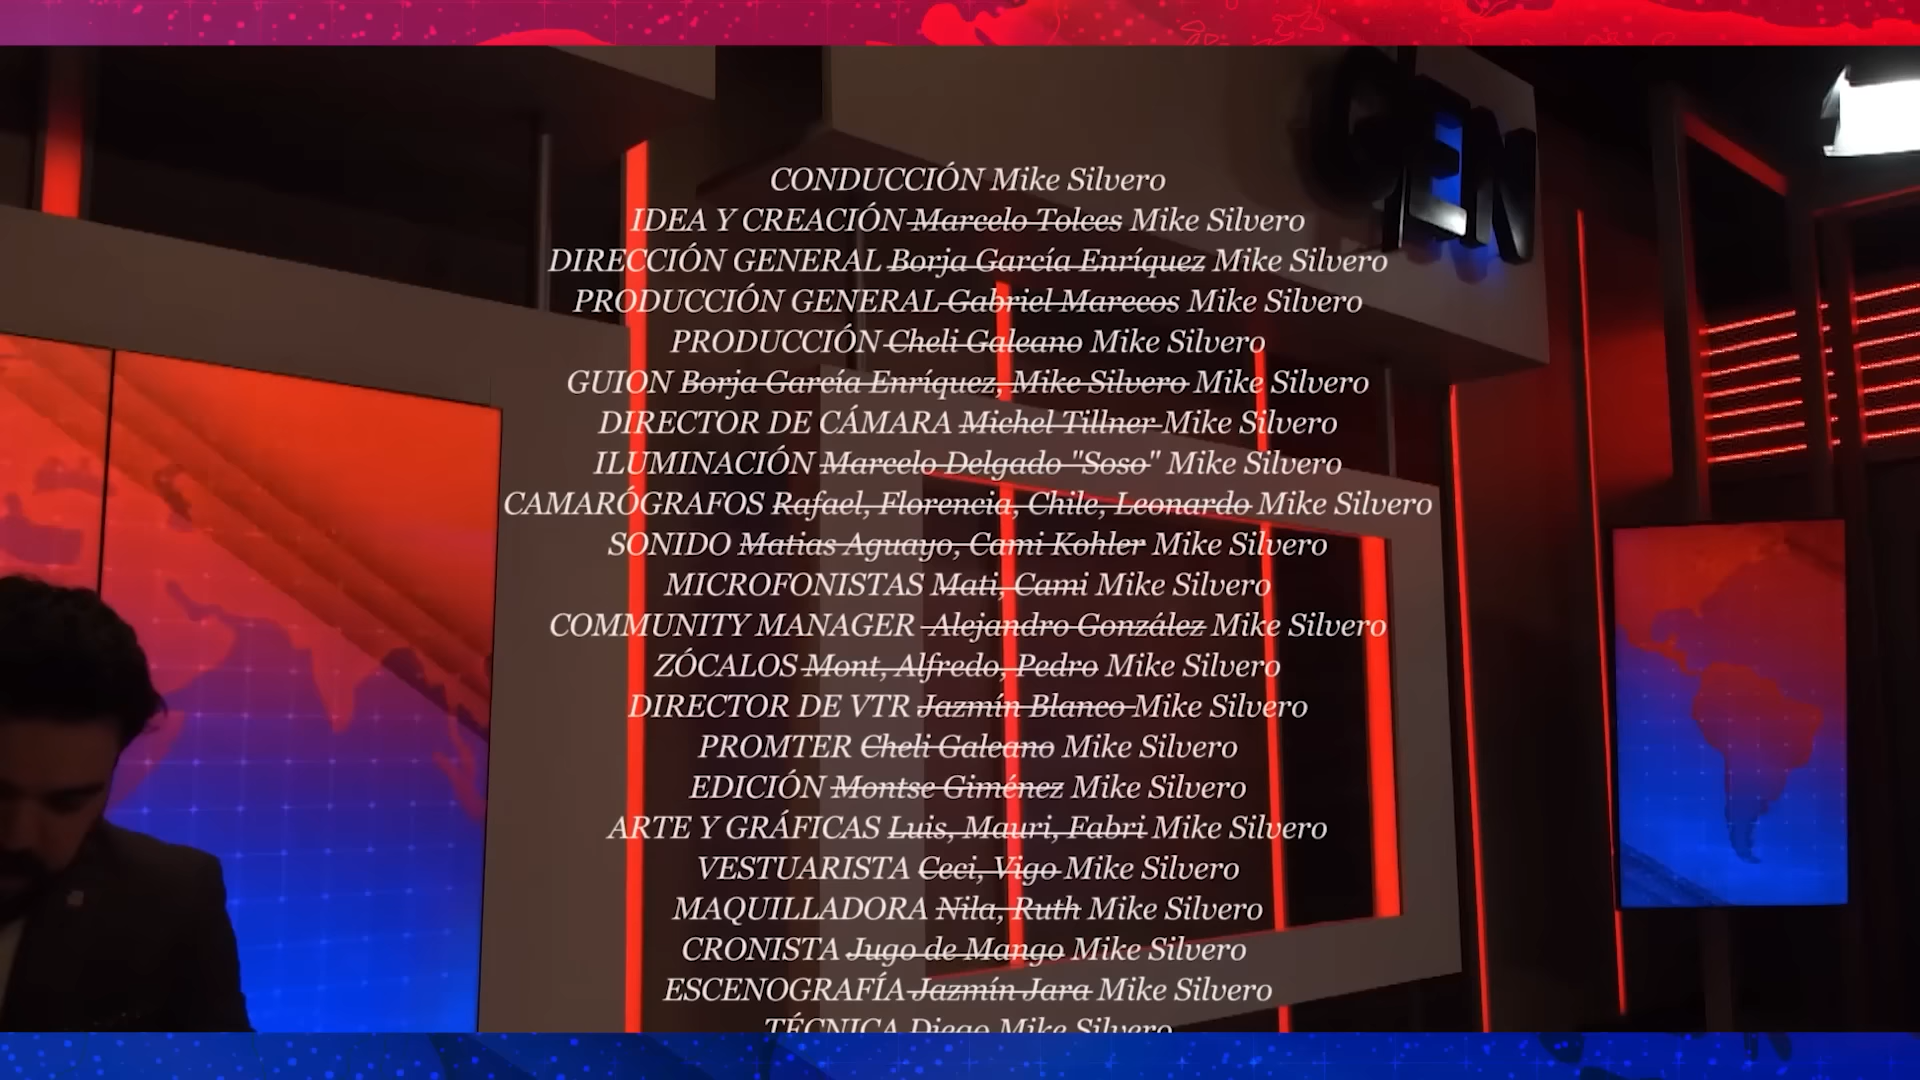 GEN
CONDUCCIÓN Mike Silvero
IDEA Y CREACIÓN Marcelo Tolces Mike Silvero
DIRECCIÓN GENERAL Borja García Enríquez Mike Silvero
PRODUCCIÓN GENERAL Gabriel Marecos Mike Silvero
PRODUCCIÓN Cheli Galeano Mike Silvero
GUION Borja García Enríquez, Mike Silvero Mike Silvero
DIRECTOR DE CÁMARA Michel Tillner Mike Silvero
ILUMINACIÓN Marcelo Delgado "Soso" Mike Silvero
CAMARÓGRAFOS Rafael, Florencia, Chile, Leonardo Mike Silvero
SONIDO Matias Aguayo, Cami Kohler Mike Silvero
MICROFONISTAS Mati, Cami Mike Silvero
COMMUNITY MANAGER Alejandro González Mike Silvero
ZÓCALOS Mont, Alfredo, Pedro Mike Silvero
DIRECTOR DE VTR Jazmín Blanco Mike Silvero
PROMTER Cheli Galeano Mike Silvero
EDICIÓN Montse Giménez Mike Silvero
ARTE Y GRÁFICAS Luis, Mauri, Fabri Mike Silvero
VESTUARISTA Ceci, Vigo Mike Silvero
MAQUILLADORA Nila, Ruth Mike Silvero
CRONISTA Jugo de Mango Mike Silvero
ESCENOGRAFÍA Jazmín Jara Mike Silvero
TÉCNICA Diego Mike Silvero